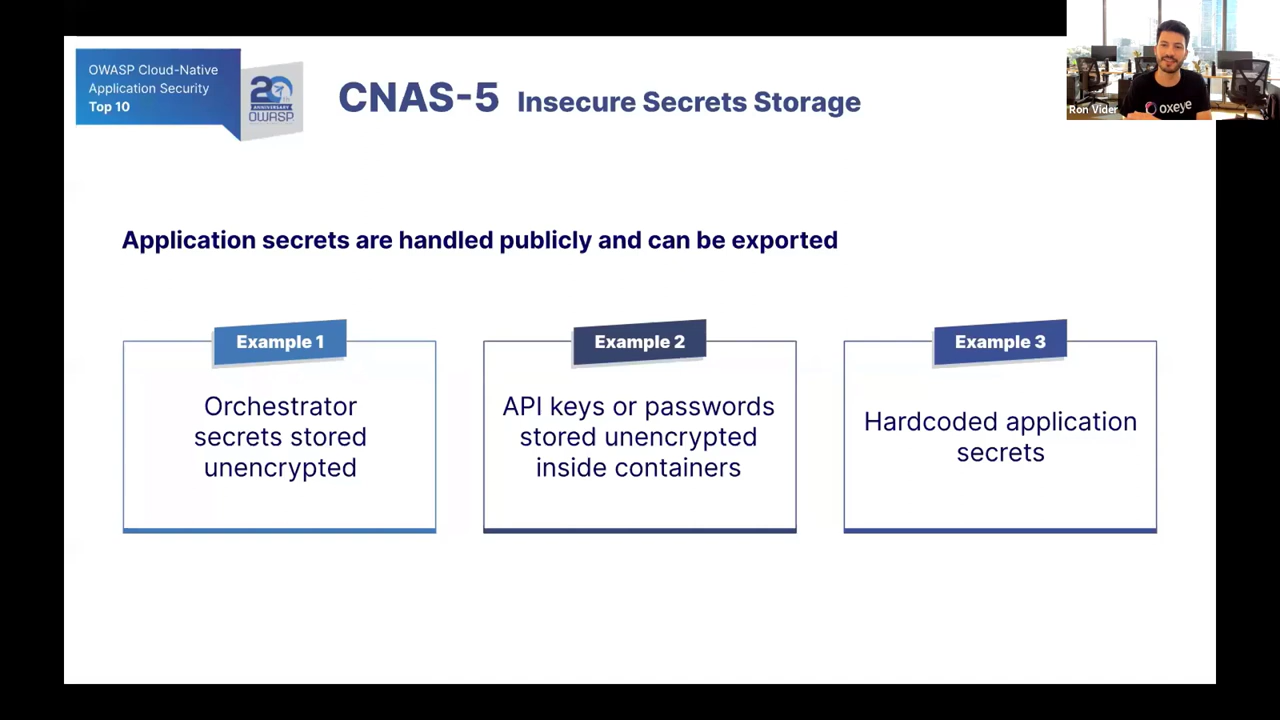 OWASP Cloud-Native
Application Security
Top 10
20th
ANNIVERSARY
OWASP
CNAS-5 Insecure Secrets Storage
Ron Vider
oxeye
Application secrets are handled publicly and can be exported
Example 1
Orchestrator
secrets stored
unencrypted
Example 2
API keys or passwords
stored unencrypted
inside containers
Example 3
Hardcoded application
secrets